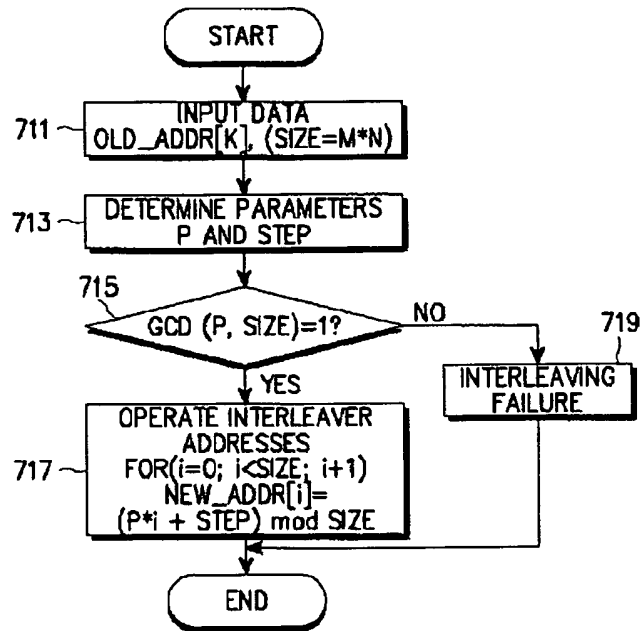 START
711
INPUT DATA
OLD_ADDR[K], (SIZE=M*N)
713
DETERMINE PARAMETERS
P AND STEP
715
GCD (P, SIZE)=1?
NO
YES
719
INTERLEAVING
FAILURE
717
OPERATE INTERLEAVER
ADDRESSES
FOR(i=0; i<SIZE; i+1)
NEW_ADDR[i]=
(P*i + STEP) mod SIZE
END